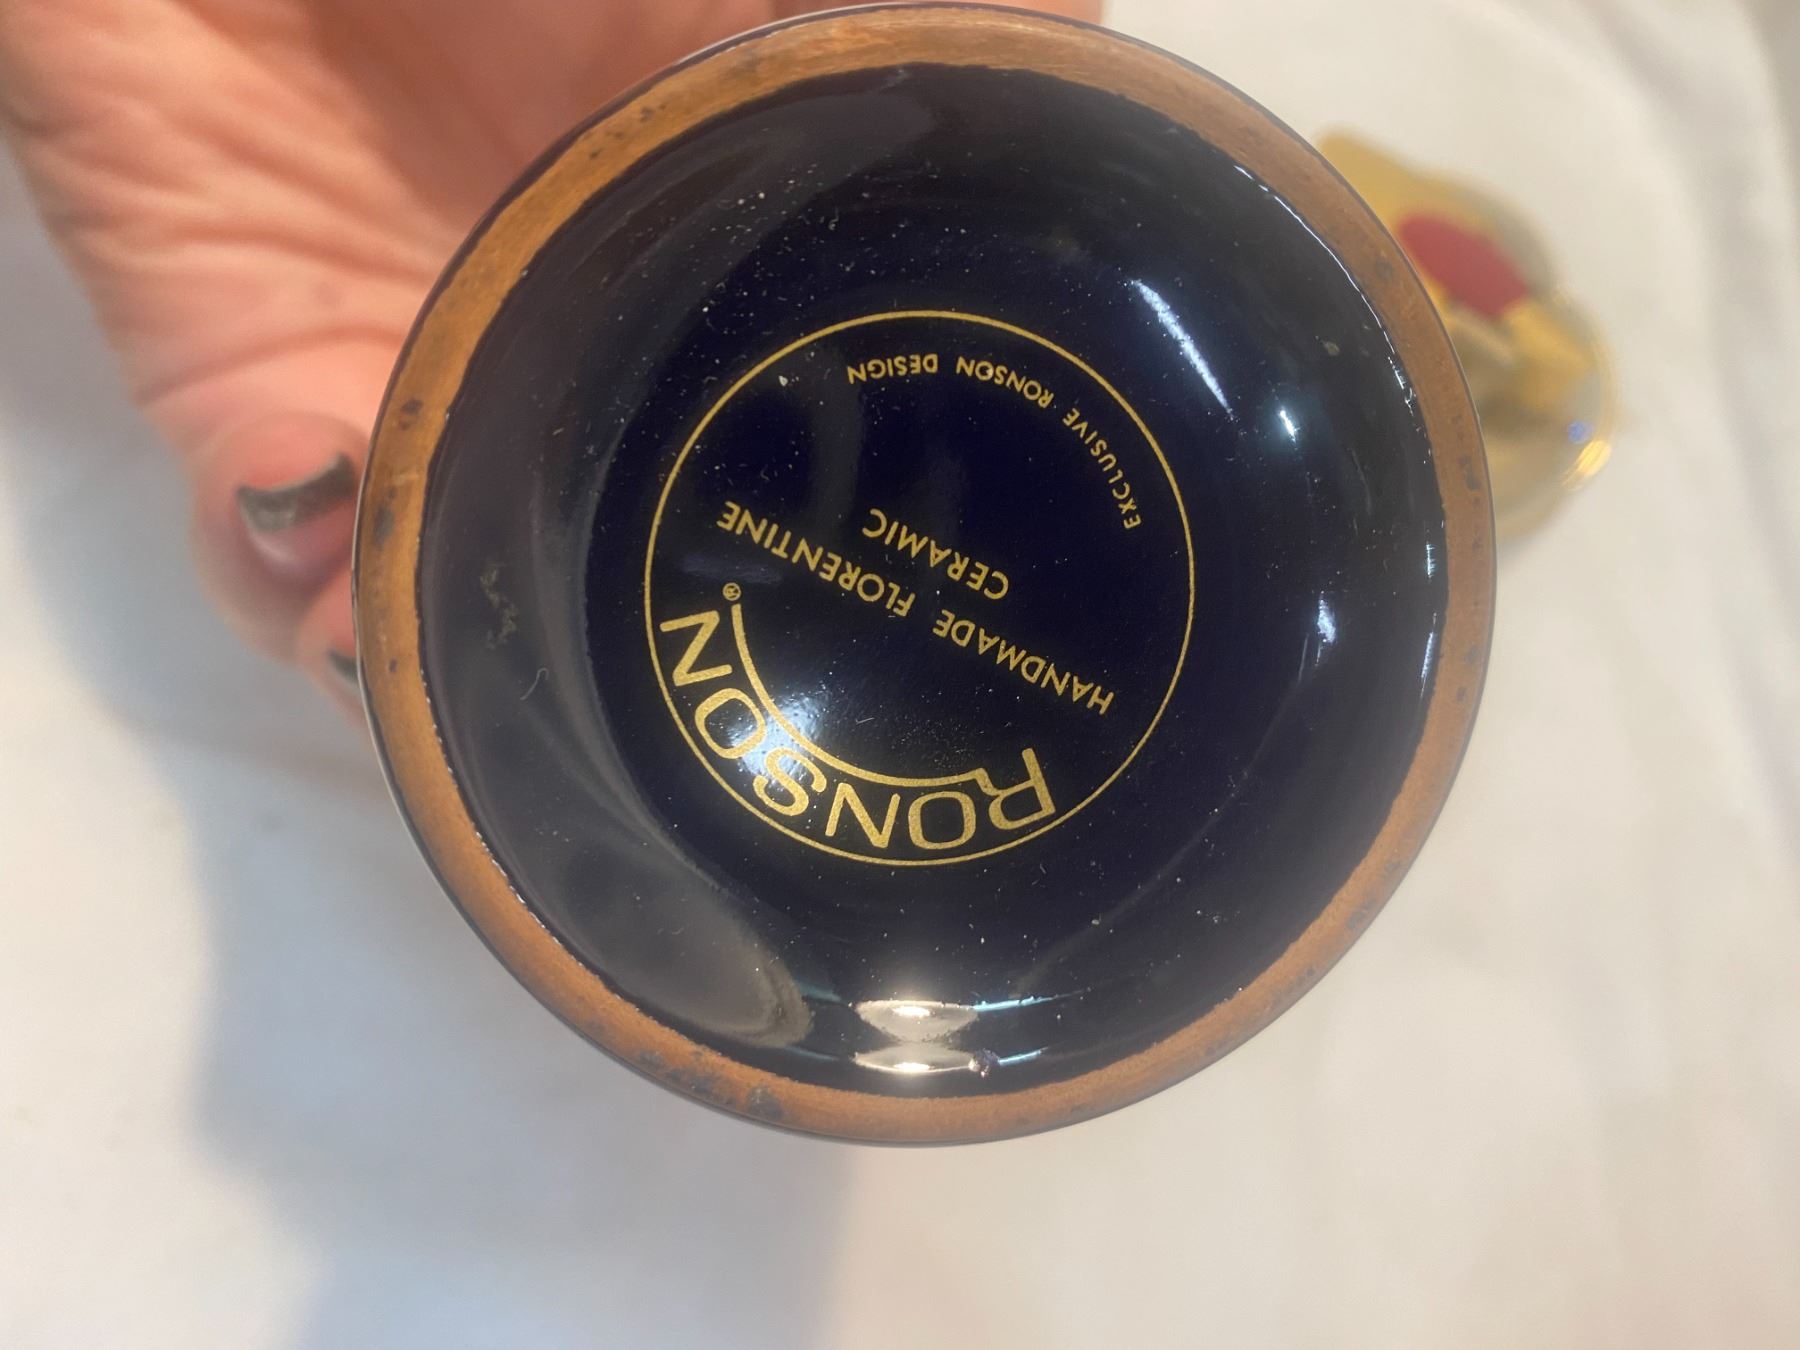 RONSON®
HANDMADE FLORENTINE
CERAMIC
EXCLUSIVE RONSON DESIGN